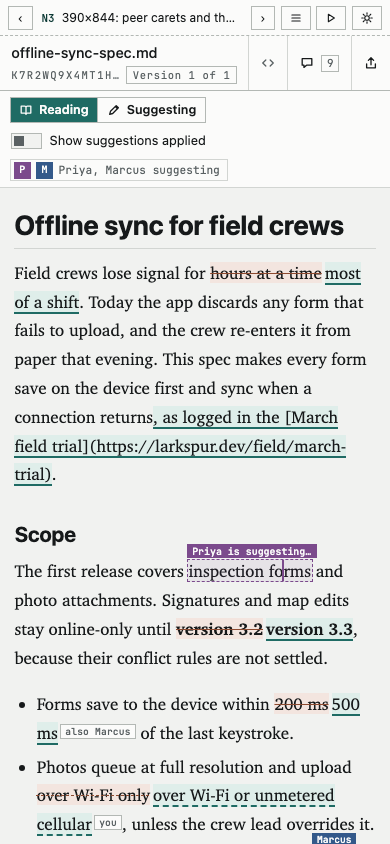 N3 390×844: peer carets and th…
offline-sync-spec.md
K7R2WQ9X4MT1H… Version 1 of 1
9
Reading Suggesting
Show suggestions applied
P M Priya, Marcus suggesting
Offline sync for field crews
Field crews lose signal for hours at a time most
of a shift. Today the app discards any form that
fails to upload, and the crew re-enters it from
paper that evening. This spec makes every form
save on the device first and sync when a
connection returns, as logged in the [March
field trial](https://larkspur.dev/field/march-
trial).
Scope
Priya is suggesting…
The first release covers inspection forms and
photo attachments. Signatures and map edits
stay online-only until version 3.2 version 3.3,
because their conflict rules are not settled.
• Forms save to the device within 200 ms 500
ms also Marcus of the last keystroke.
• Photos queue at full resolution and upload
over Wi-Fi only over Wi-Fi or unmetered
cellular you, unless the crew lead overrides it.
Marcus